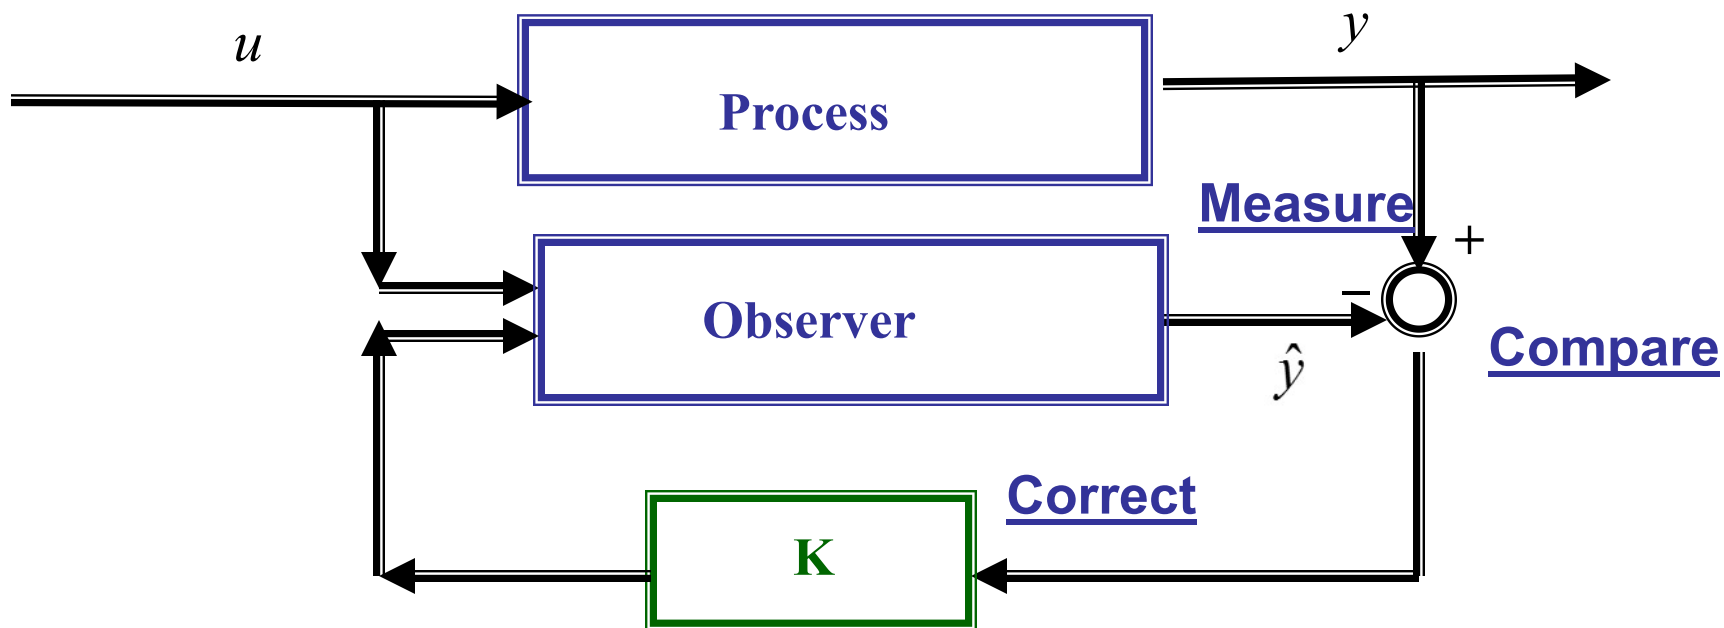 u
y
Process
Measure
+
−
Observer
ŷ
Compare
Correct
K